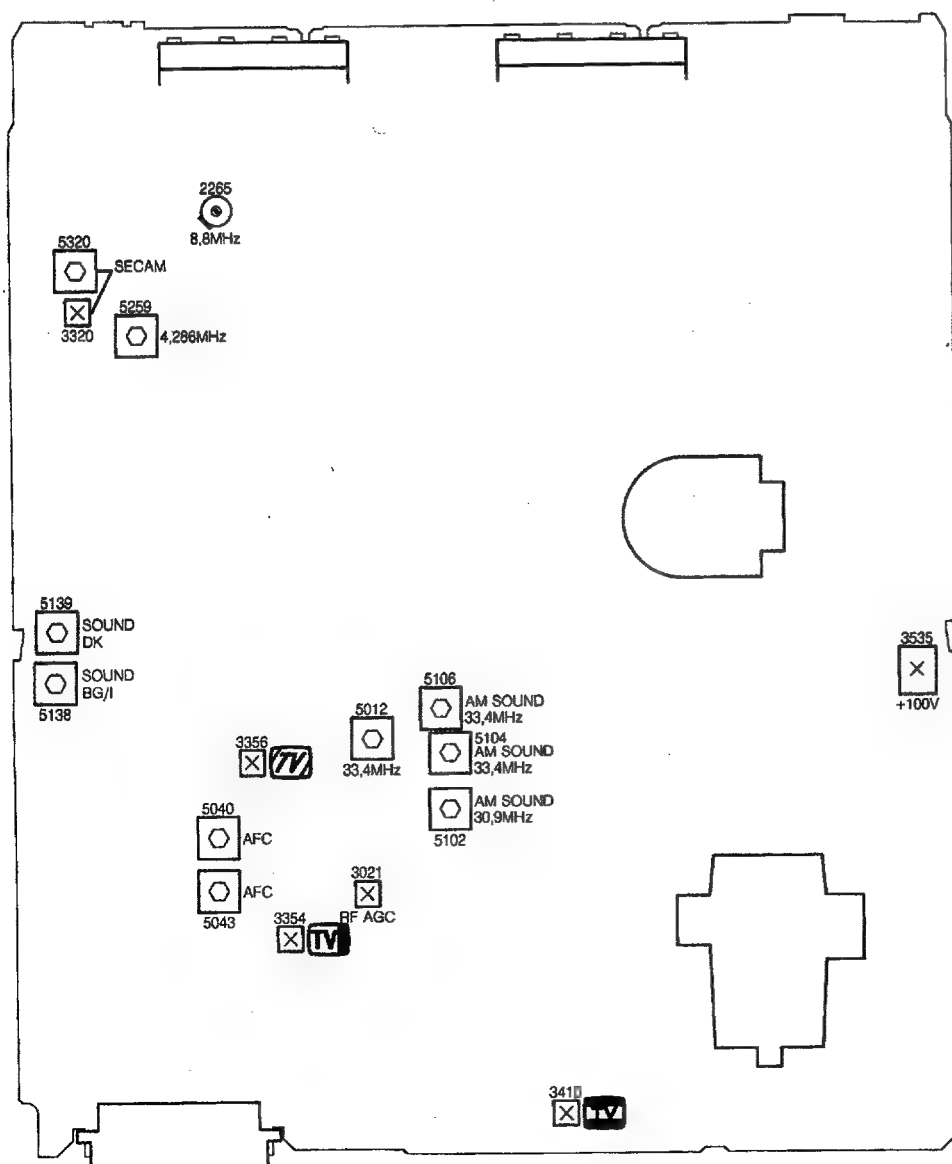 2265
8,8MHz
5320
SECAM
3320
5259
4,286MHz
5139
SOUND
DK
SOUND
BG/I
5138
3535
+100V
5106
AM SOUND
33,4MHz
5012
33,4MHz
5104
AM SOUND
33,4MHz
3356
TV
AM SOUND
30,9MHz
5102
5040
AFC
AFC
5043
3021
RF AGC
3354
TV
TV